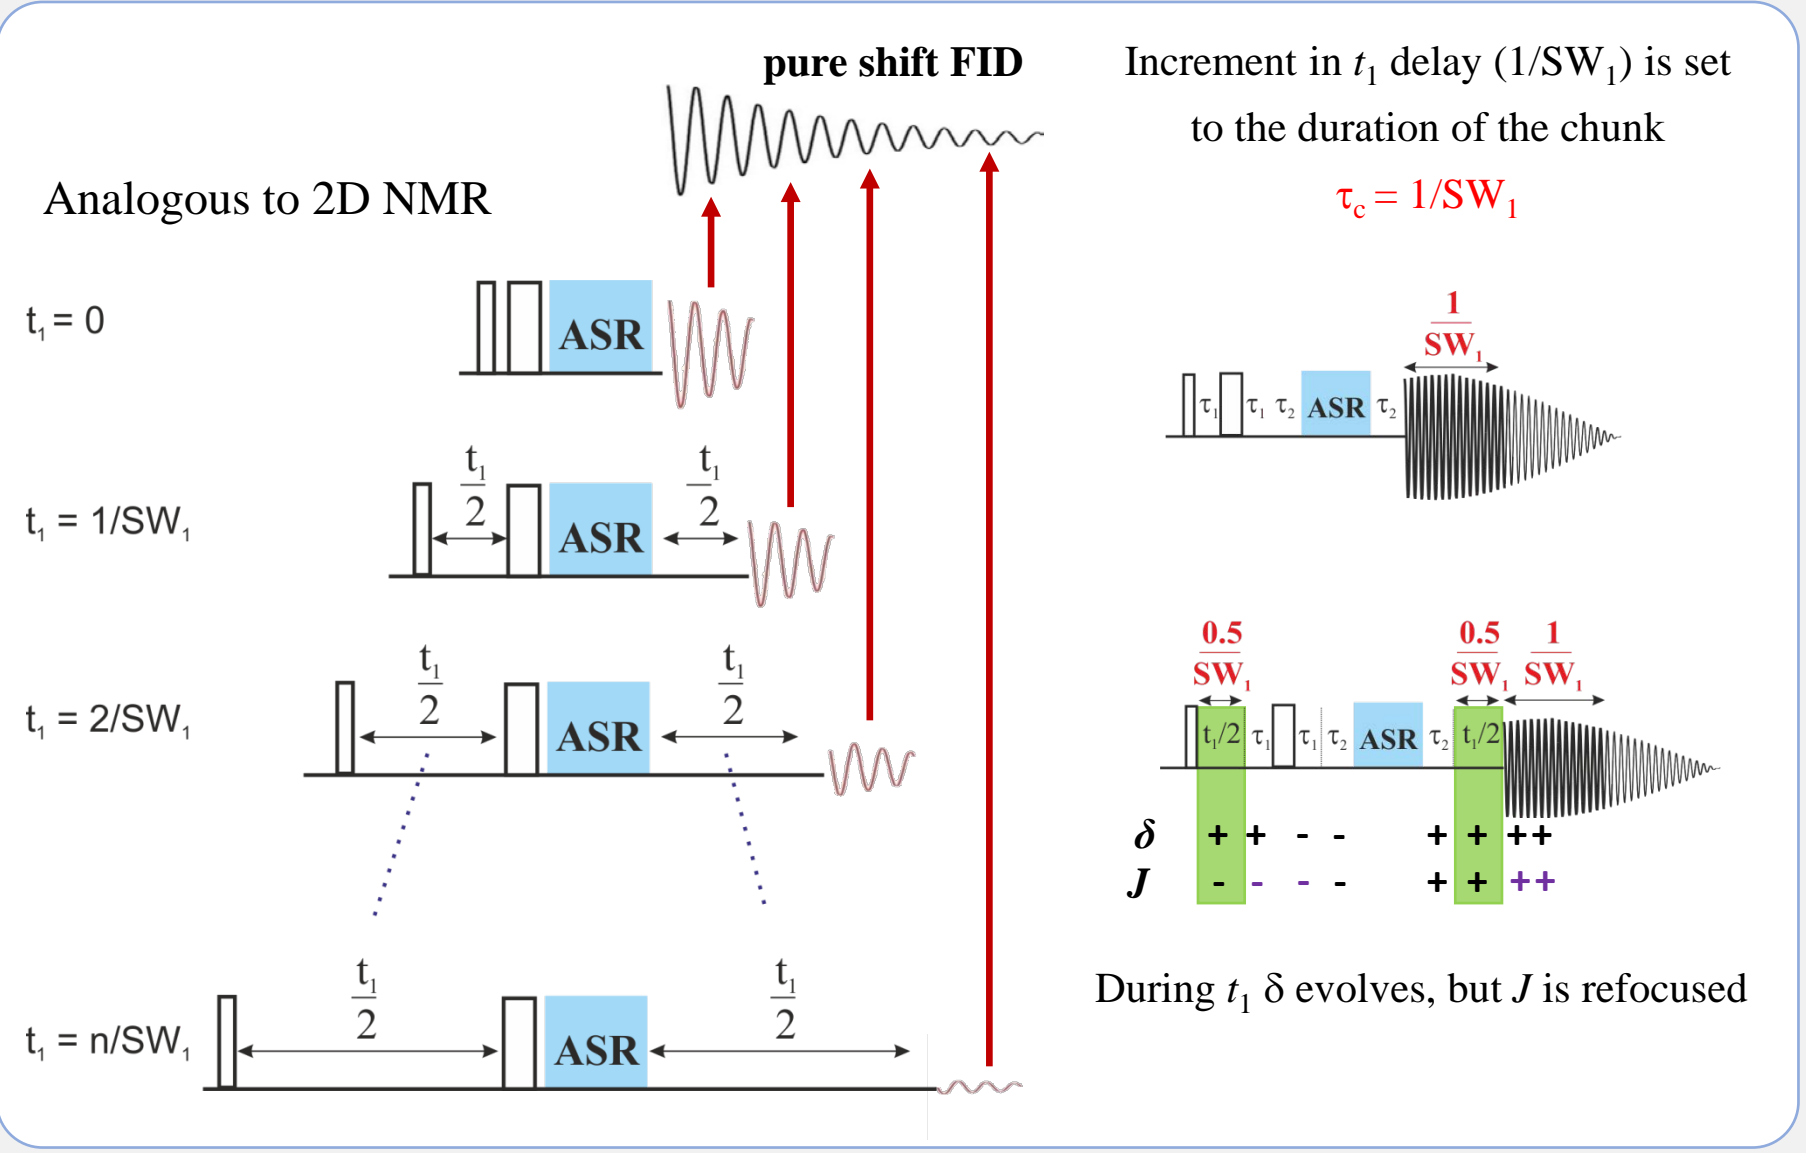 pure shift FID
Increment in t₁ delay (1/SW₁) is set
to the duration of the chunk
τc = 1/SW₁
Analogous to 2D NMR
t₁ = 0
ASR
t₁ = 1/SW₁
t₁/2
ASR
t₁/2
t₁ = 2/SW₁
t₁/2
ASR
t₁/2
t₁ = n/SW₁
t₁/2
ASR
t₁/2
1/SW₁
τ₁ τ₁ τ₂ ASR τ₂
0.5/SW₁ 0.5/SW₁ 1/SW₁
t₁/2 τ₁ τ₁ τ₂ ASR τ₂ t₁/2
δ + + - - + + ++
J - - - - + + ++
During t₁ δ evolves, but J is refocused